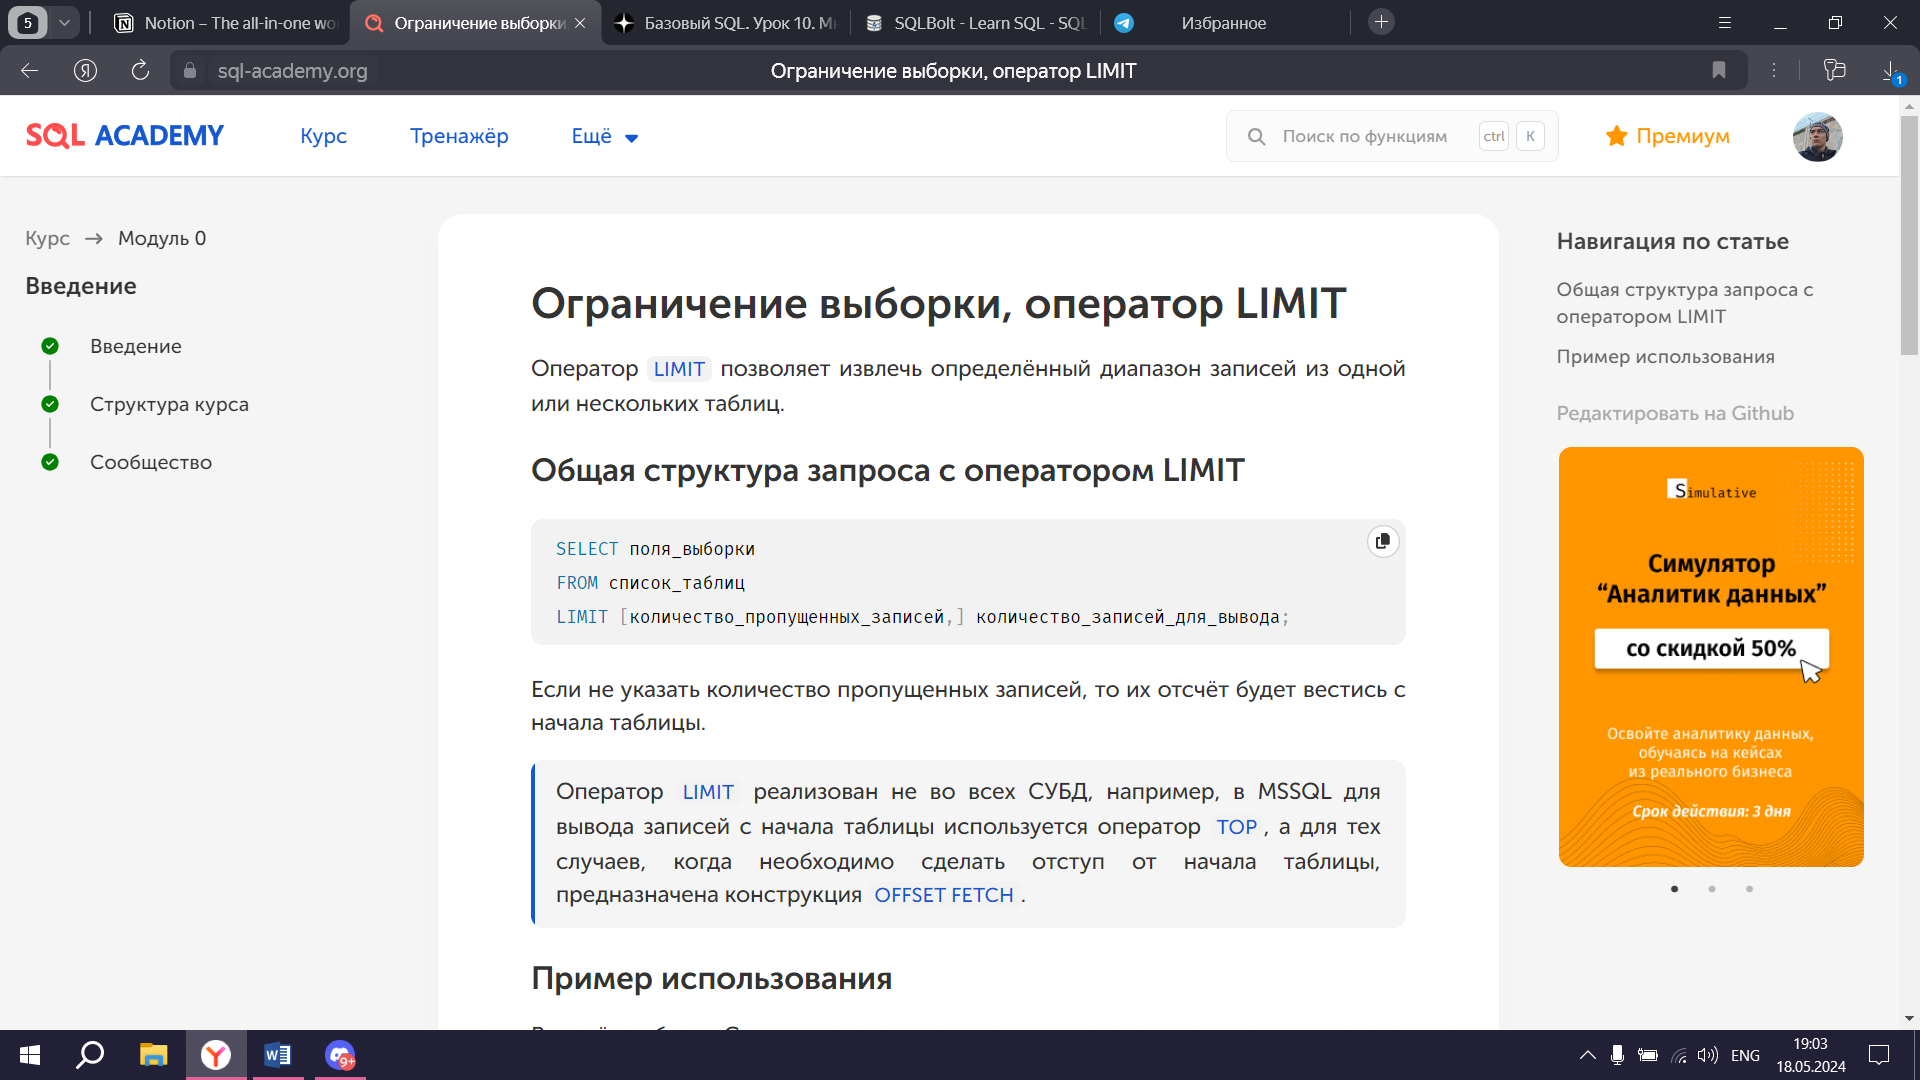 5
Notion – The all-in-one wo
Ограничение выборки,
Базовый SQL. Урок 10. М
SQLBolt - Learn SQL - SQL
Избранное
sql-academy.org
Ограничение выборки, оператор LIMIT
1
SQL ACADEMY
Курс
Тренажёр
Ещё
Поиск по функциям
ctrl
K
Премиум
Курс → Модуль 0
Введение
Введение
Структура курса
Сообщество
Ограничение выборки, оператор LIMIT
Оператор LIMIT позволяет извлечь определённый диапазон записей из одной
или нескольких таблиц.
Общая структура запроса с оператором LIMIT
SELECT поля_выборки
FROM список_таблиц
LIMIT [количество_пропущенных_записей,] количество_записей_для_вывода;
Если не указать количество пропущенных записей, то их отсчёт будет вестись с
начала таблицы.
Оператор LIMIT реализован не во всех СУБД, например, в MSSQL для
вывода записей с начала таблицы используется оператор TOP, а для тех
случаев, когда необходимо сделать отступ от начала таблицы,
предназначена конструкция OFFSET FETCH.
Пример использования
Навигация по статье
Общая структура запроса с
оператором LIMIT
Пример использования
Редактировать на Github
Simulative
Симулятор
“Аналитик данных”
со скидкой 50%
Освойте аналитику данных,
обучаясь на кейсах
из реального бизнеса
Срок действия: 3 дня
9+
ENG
19:03
18.05.2024